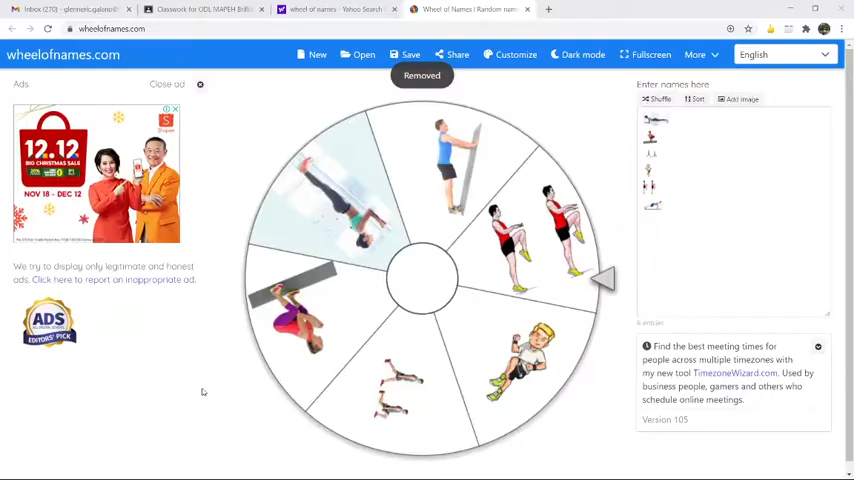 Inbox (270) - glenneric.galano@
Classwork for ODL MAPEH Brillia
wheel of names - Yahoo Search
Wheel of Names | Random name
wheelofnames.com
wheelofnames.com
New
Open
Save
Share
Customize
Dark mode
Fullscreen
More
English
Removed
Ads
Close ad
Enter names here
Shuffle
Sort
Add image
Shopee
12.12
BIG CHRISTMAS SALE
NOV 18 - DEC 12
We try to display only legitimate and honest
ads. Click here to report an inappropriate ad.
ADS
EDITORS' PICK
6 entries
Find the best meeting times for
people across multiple timezones with
my new tool TimezoneWizard.com. Used by
business people, gamers and others who
schedule online meetings.
Version 105